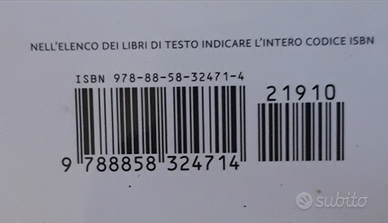 NELL'ELENCO DEI LIBRI DI TESTO INDICARE L'INTERO CODICE ISBN
ISBN 978-88-58-32471-4
21910
9 788858 324714
subito